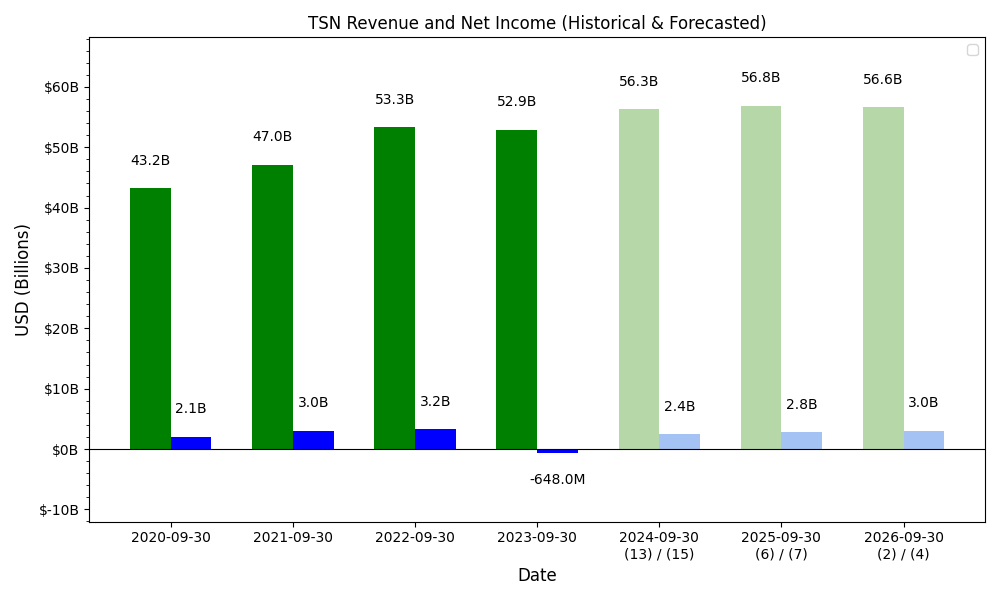 TSN Revenue and Net Income (Historical & Forecasted)
USD (Billions)
$60B
$50B
$40B
$30B
$20B
$10B
$0B
$-10B
43.2B
2.1B
47.0B
3.0B
53.3B
3.2B
52.9B
-648.0M
56.3B
2.4B
56.8B
2.8B
56.6B
3.0B
2020-09-30
2021-09-30
2022-09-30
2023-09-30
2024-09-30
(13) / (15)
2025-09-30
(6) / (7)
2026-09-30
(2) / (4)
Date